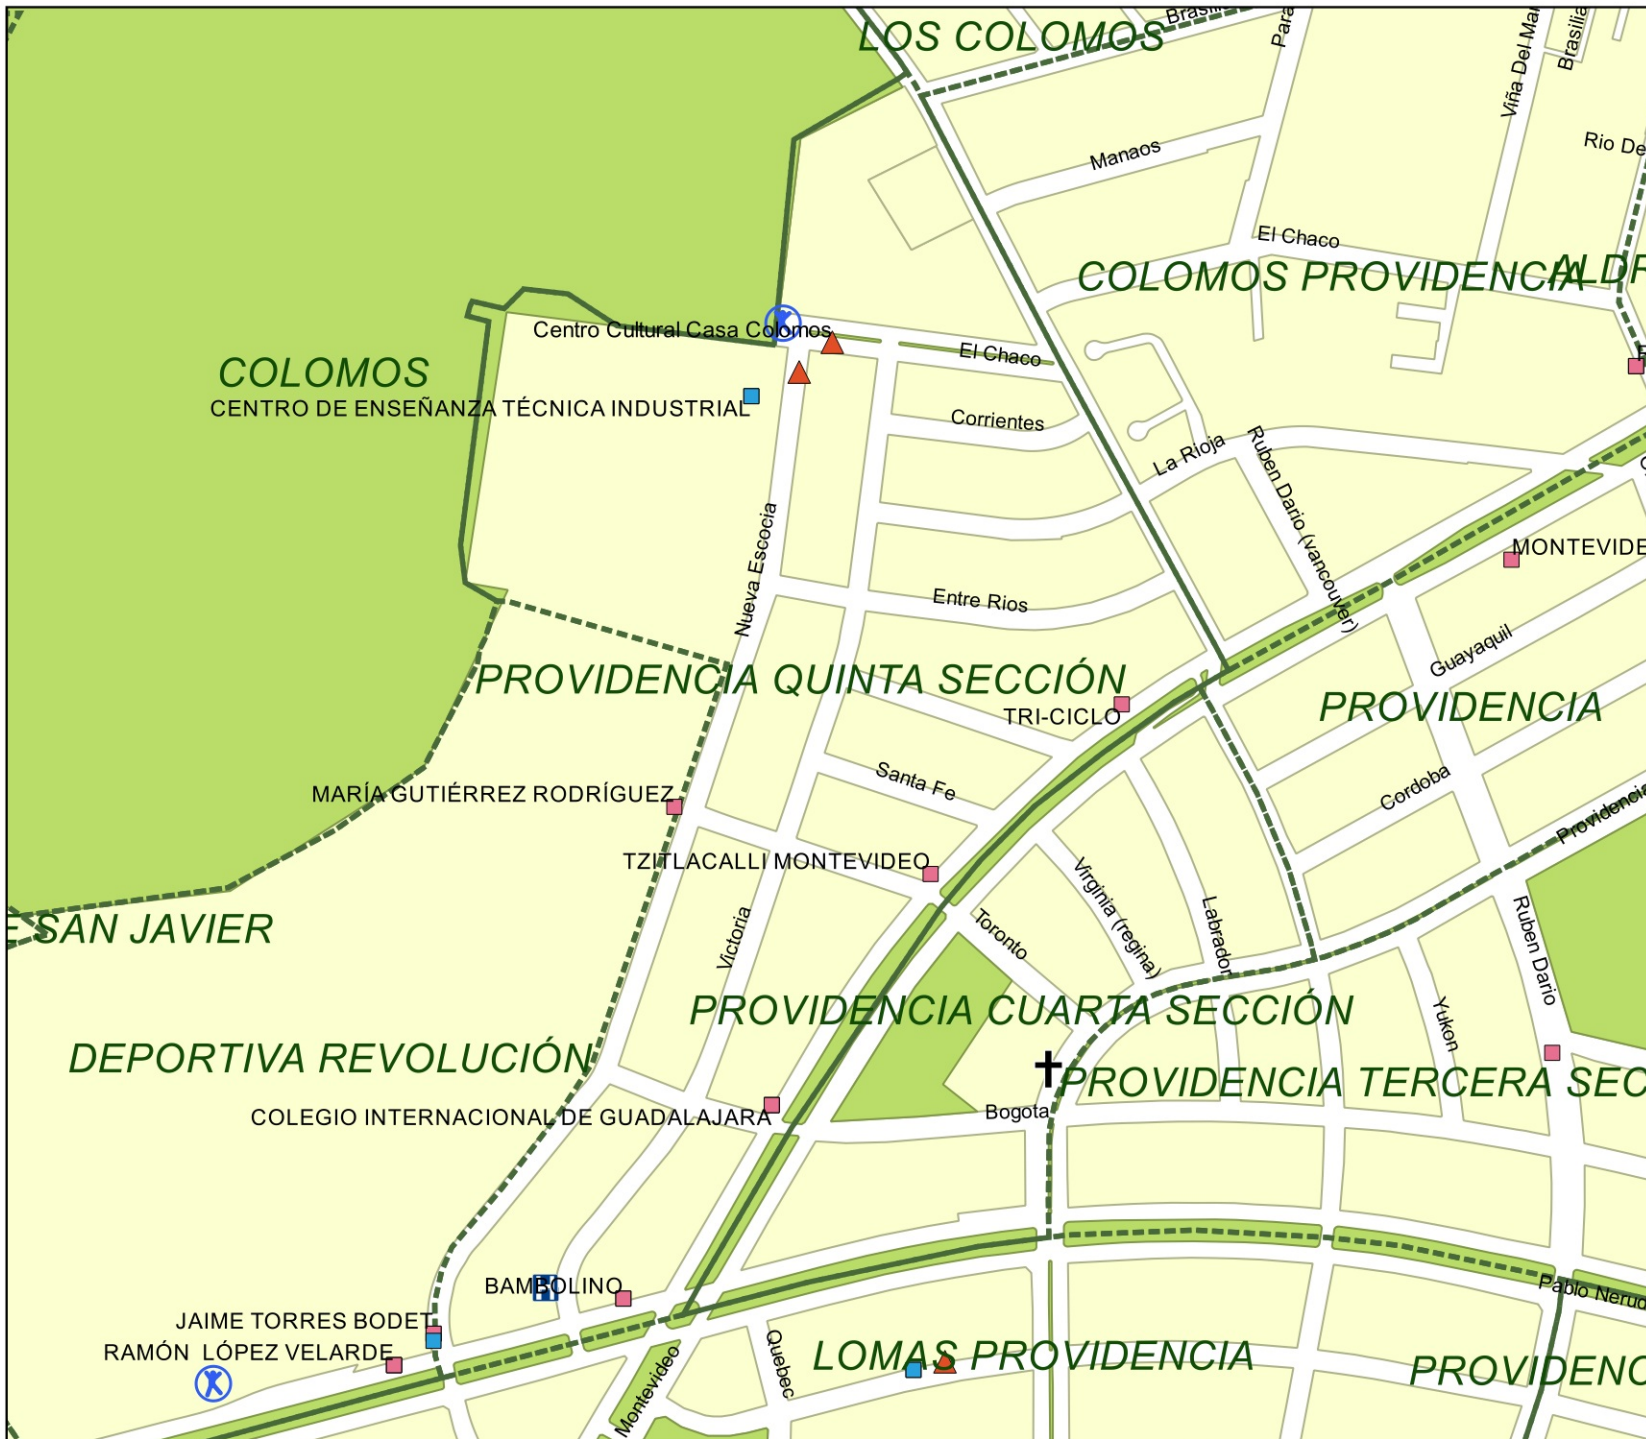 Brasilia
LOS COLOMOS
Viña Del Mar
Brasilia
Manaos
Rio De
El Chaco
COLOMOS PROVIDENCIA
Centro Cultural Casa Colomos
El Chaco
COLOMOS
CENTRO DE ENSEÑANZA TÉCNICA INDUSTRIAL
Corrientes
La Rioja
Ruben Dario (vancouver)
Nueva Escocia
MONTEVIDE
Entre Rios
Guayaquil
PROVIDENCIA QUINTA SECCIÓN
TRI-CICLO
PROVIDENCIA
Santa Fe
Cordoba
MARÍA GUTIÉRREZ RODRÍGUEZ
Providencia
TZITLACALLI MONTEVIDEO
Virginia (regina)
Labrador
Ruben Dario
Toronto
Victoria
E SAN JAVIER
PROVIDENCIA CUARTA SECCIÓN
Yukon
DEPORTIVA REVOLUCIÓN
PROVIDENCIA TERCERA SEC
Bogota
COLEGIO INTERNACIONAL DE GUADALAJARA
BAMBOLINO
Pablo Nerud
JAIME TORRES BODET
RAMÓN LÓPEZ VELARDE
Quebec
LOMAS PROVIDENCIA
PROVIDENC
Montevideo